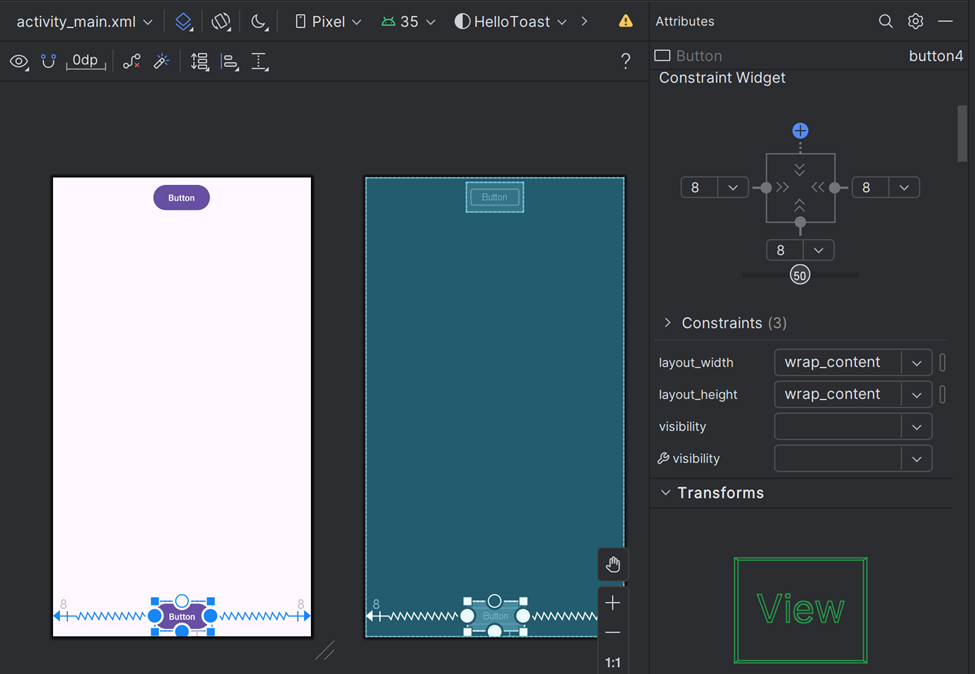 activity_main.xml Pixel 35 HelloToast Attributes
0dp ? Button button4
Constraint Widget
8 8
8
50
Button Button
Constraints (3)
layout_width wrap_content
layout_height wrap_content
visibility
visibility
Transforms
View
8 8 8
Button Button
1:1